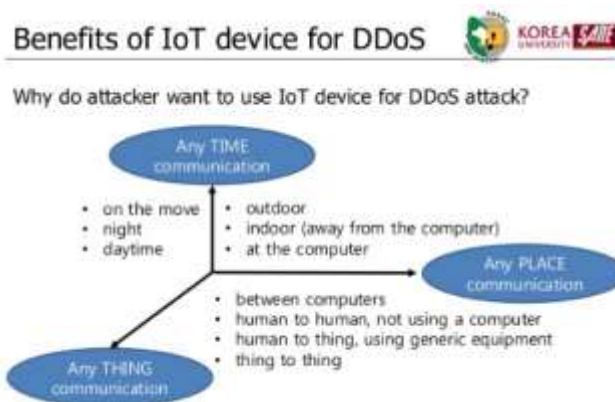 Benefits of IoT device for DDoS
KOREA
UNIVERSITY
Why do attacker want to use IoT device for DDoS attack?
Any TIME
communication
• on the move
• night
• daytime
• outdoor
• indoor (away from the computer)
• at the computer
Any PLACE
communication
• between computers
• human to human, not using a computer
• human to thing, using generic equipment
• thing to thing
Any THING
communication